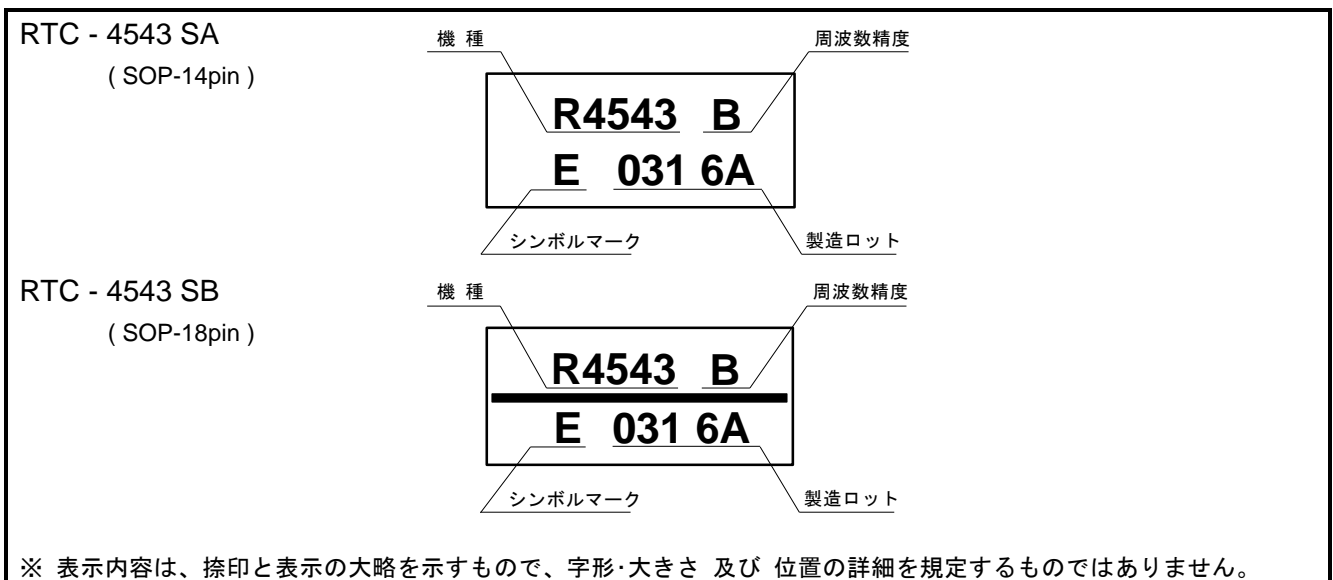 RTC - 4543 SA
( SOP-14pin )
機 種
周波数精度
R4543 B
E 031 6A
シンボルマーク
製造ロット
RTC - 4543 SB
( SOP-18pin )
機 種
周波数精度
R4543 B
E 031 6A
シンボルマーク
製造ロット
※ 表示内容は、捺印と表示の大略を示すもので、字形･大きさ 及び 位置の詳細を規定するものではありません。